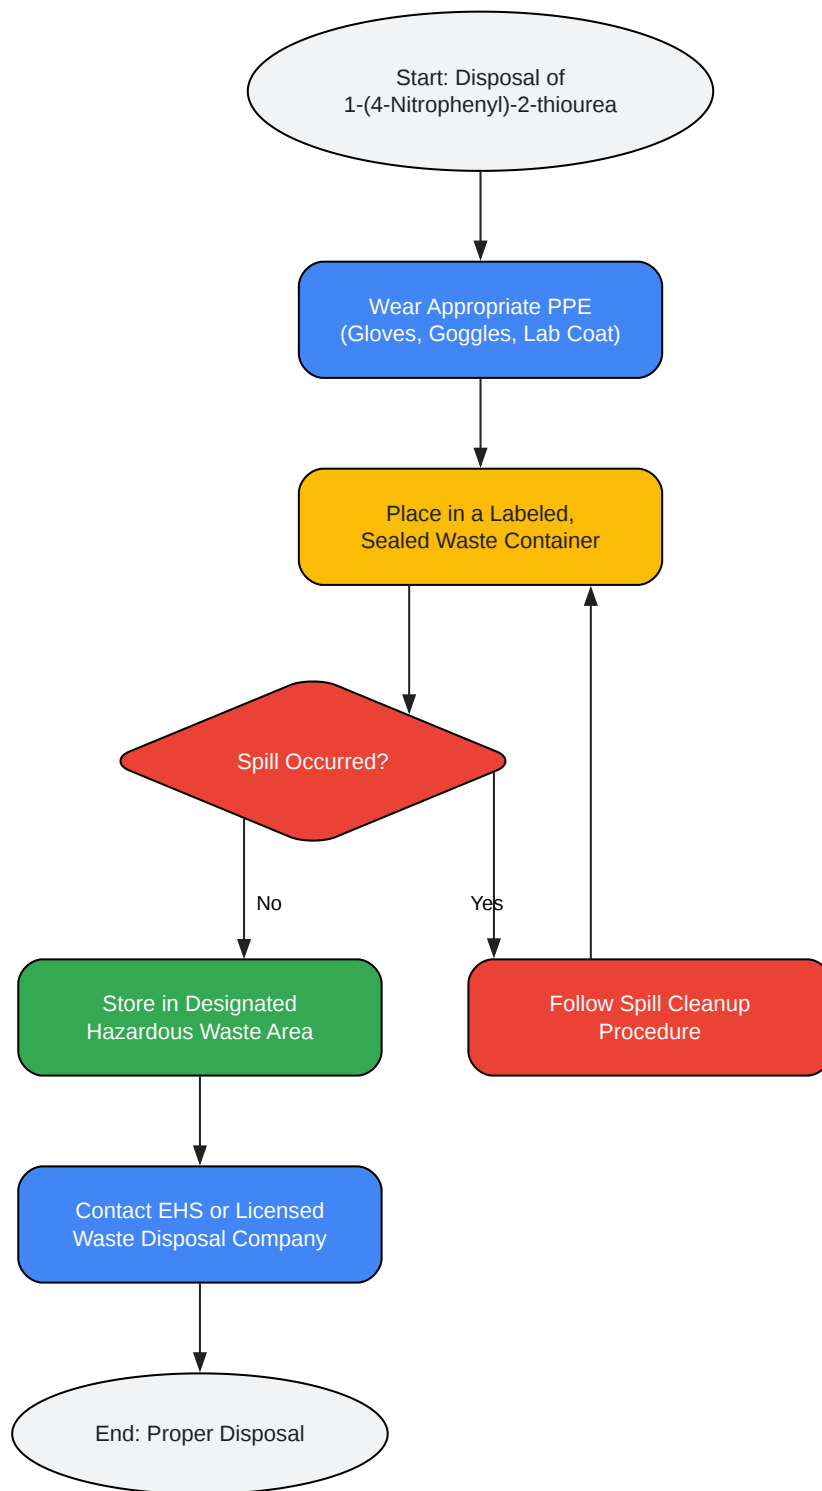 Start: Disposal of
1-(4-Nitrophenyl)-2-thiourea
Wear Appropriate PPE
(Gloves, Goggles, Lab Coat)
Place in a Labeled,
Sealed Waste Container
Spill Occurred?
No
Yes
Store in Designated
Hazardous Waste Area
Follow Spill Cleanup
Procedure
Contact EHS or Licensed
Waste Disposal Company
End: Proper Disposal